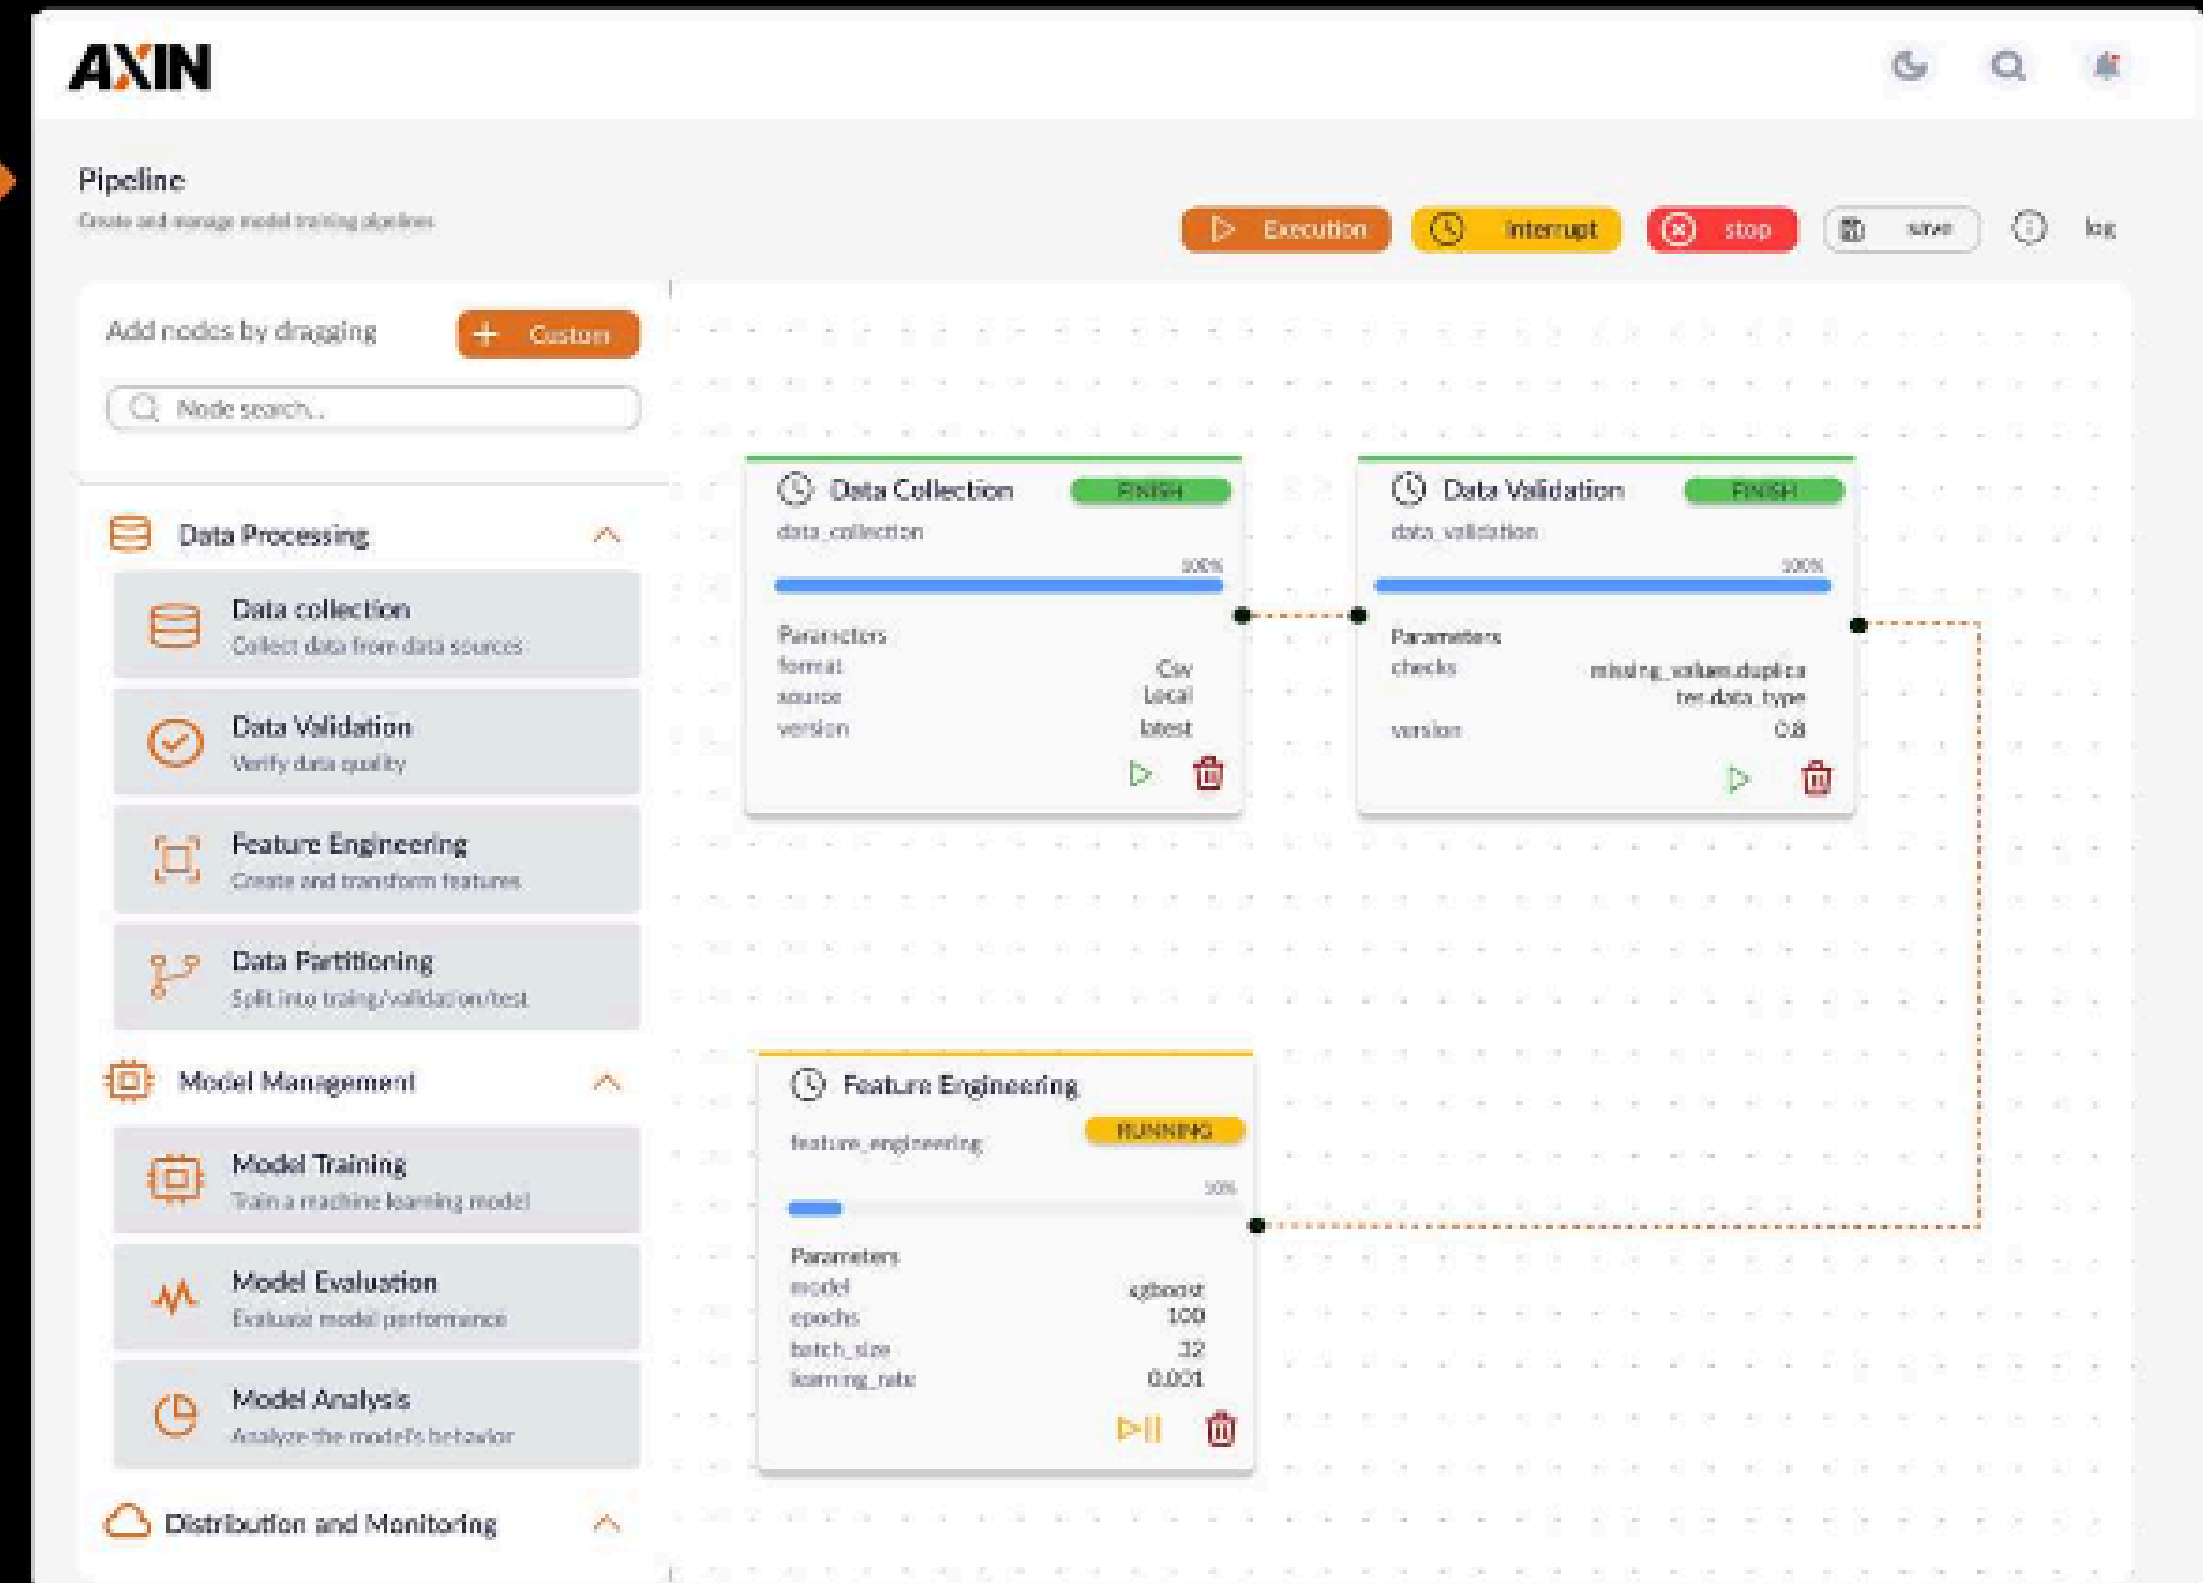 AXIN
Pipeline
Create and manage model training pipelines
Execution
Interrupt
stop
save
log
Add nodes by dragging
+ Custom
Node search...
Data Processing
Data collection
Collect data from data sources
Data Validation
Verify data quality
Feature Engineering
Create and transform features
Data Partitioning
Split into traing/validation/test
Model Management
Model Training
Train a machine learning model
Model Evaluation
Evaluate model performance
Model Analysis
Analyze the model's behavior
Distribution and Monitoring
Data Collection
FINISH
data_collection
100%
Parameters
format Csv
source Local
version latest
Data Validation
FINISH
data_validation
100%
Parameters
checks missing_values.duplica
tes.data_type
version 0.8
Feature Engineering
RUNNING
feature_engineering
10%
Parameters
model xgboost
epochs 100
batch_size 32
learning_rate 0.001